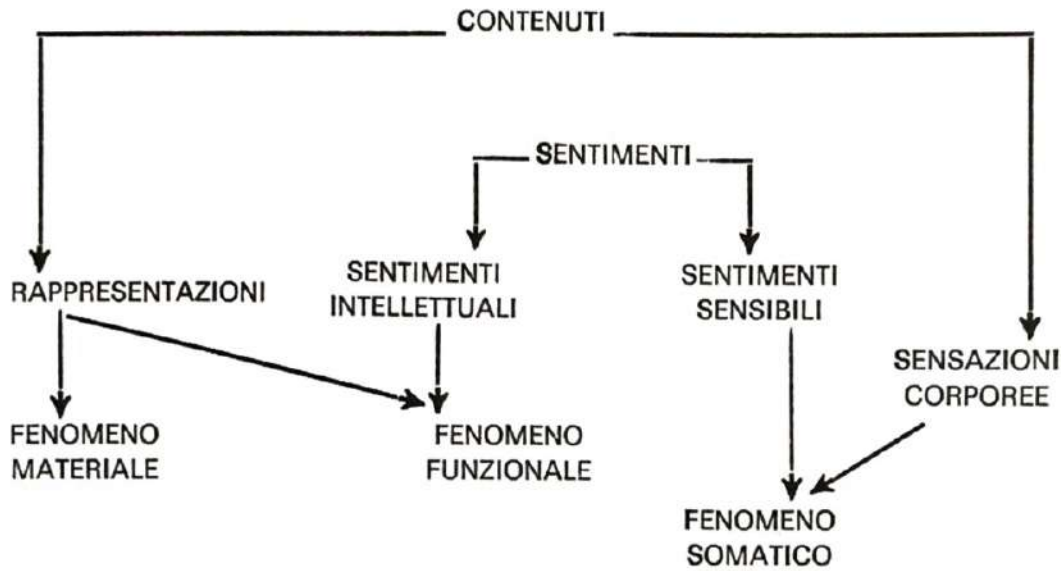 CONTENUTI
SENTIMENTI
RAPPRESENTAZIONI
SENTIMENTI
INTELLETTUALI
SENTIMENTI
SENSIBILI
SENSAZIONI
CORPOREE
FENOMENO
MATERIALE
FENOMENO
FUNZIONALE
FENOMENO
SOMATICO